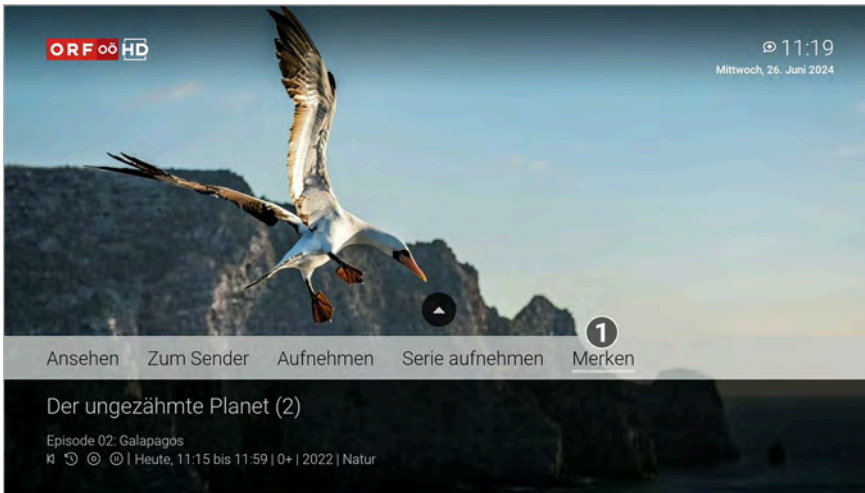 ORF OÖ HD
11:19
Mittwoch, 26. Juni 2024
1
Ansehen Zum Sender Aufnehmen Serie aufnehmen Merken
Der ungezähmte Planet (2)
Episode 02: Galapagos
| Heute, 11:15 bis 11:59 | 0+ | 2022 | Natur